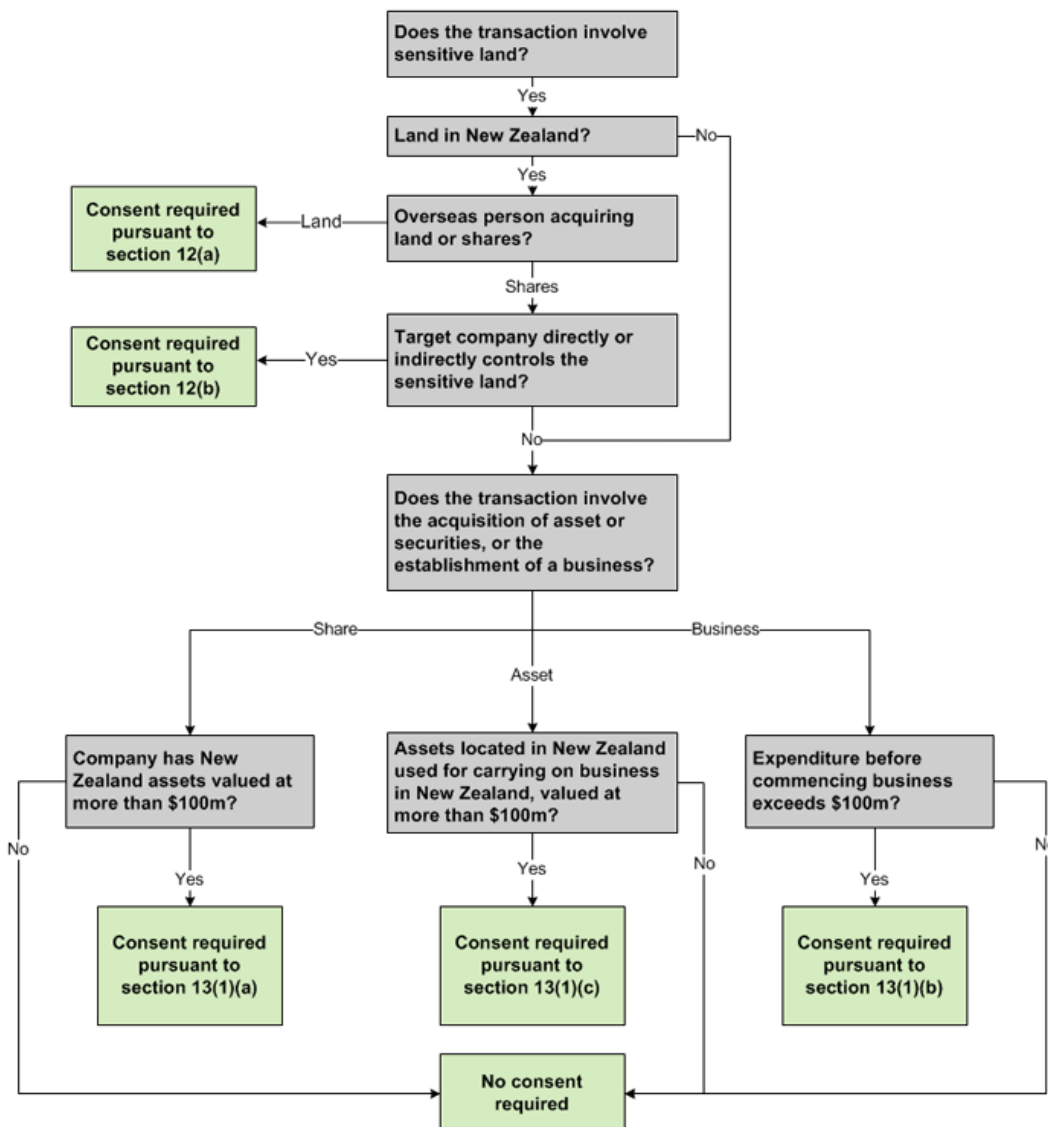 Does the transaction involve
sensitive land?
Yes
Land in New Zealand?
No
Yes
Consent required
pursuant to
section 12(a)
Land
Overseas person acquiring
land or shares?
Shares
Consent required
pursuant to
section 12(b)
Yes
Target company directly or
indirectly controls the
sensitive land?
No
Does the transaction involve
the acquisition of asset or
securities, or the
establishment of a business?
Share
Business
Asset
Company has New
Zealand assets valued at
more than $100m?
Assets located in New Zealand
used for carrying on business
in New Zealand, valued at
more than $100m?
Expenditure before
commencing business
exceeds $100m?
No
Yes
Yes
No
Yes
No
Consent required
pursuant to
section 13(1)(a)
Consent required
pursuant to
section 13(1)(c)
Consent required
pursuant to
section 13(1)(b)
No consent
required